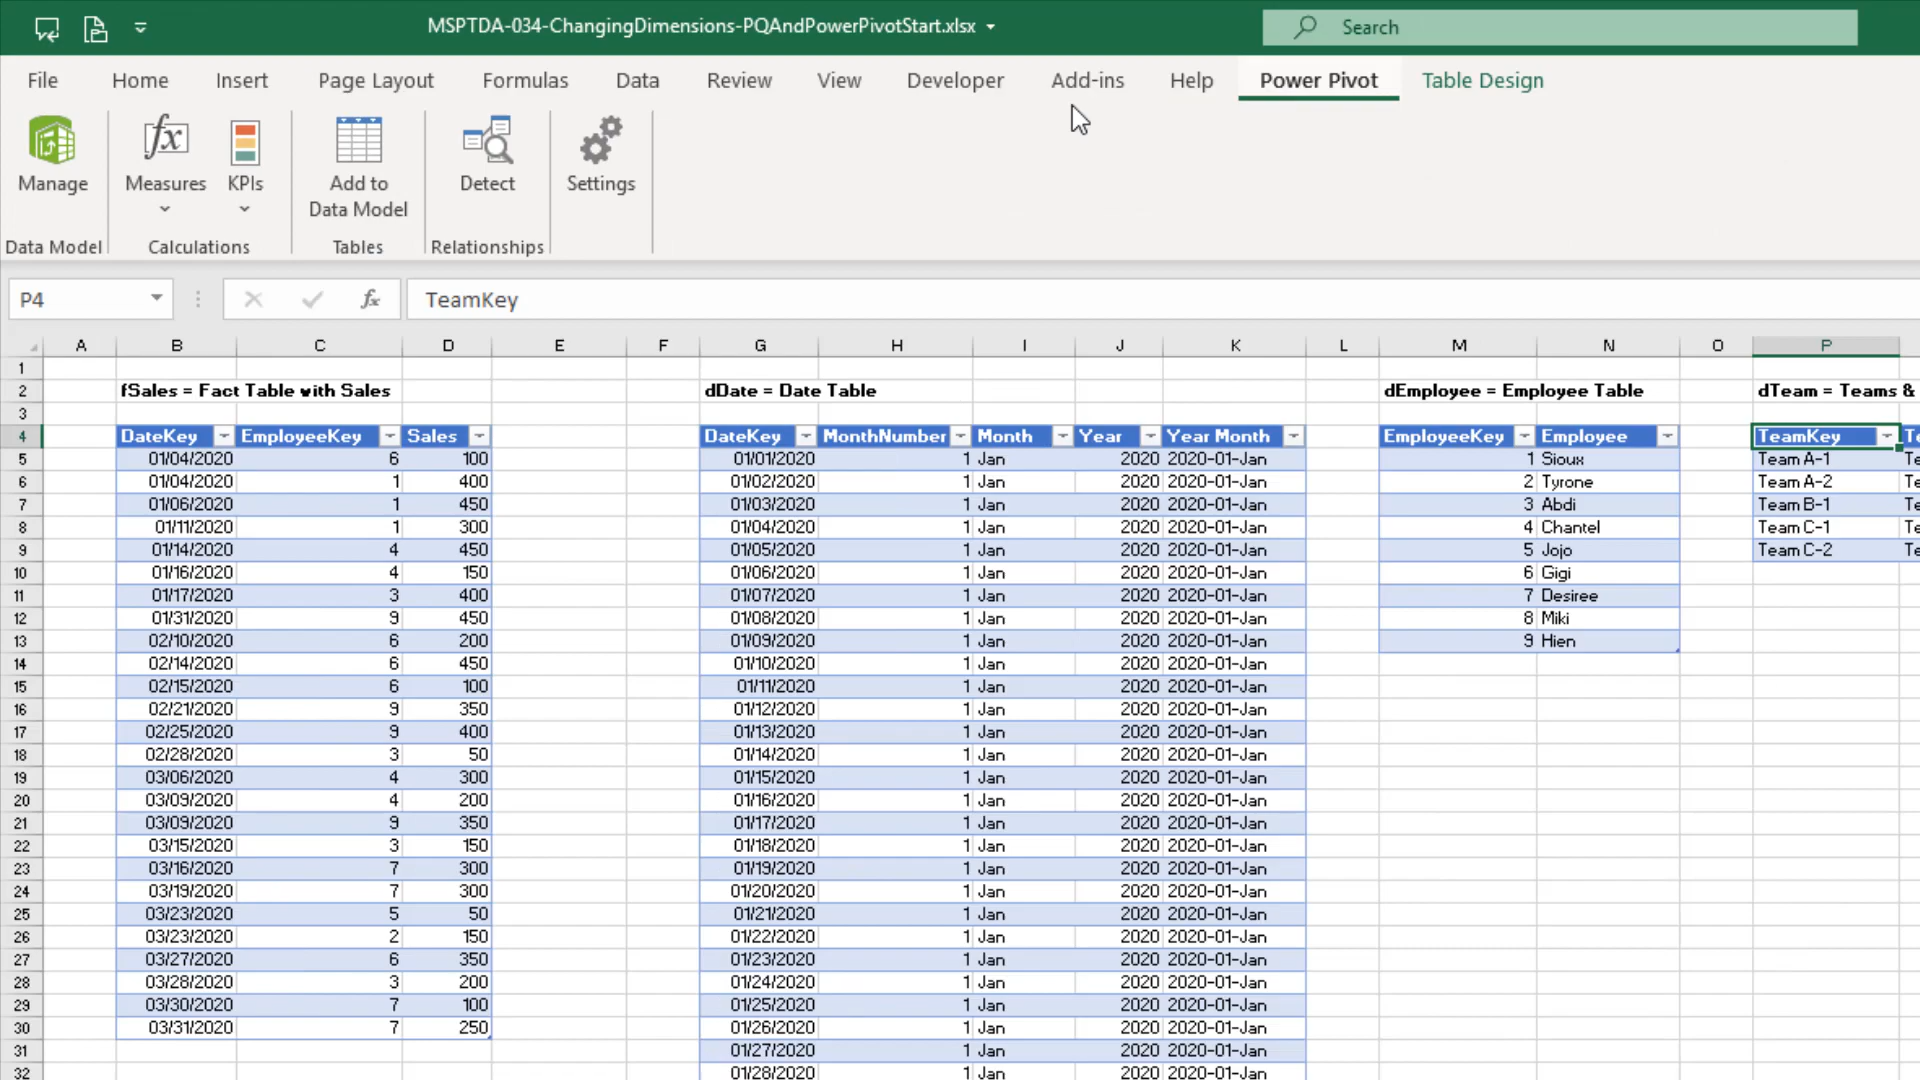 MSPTDA-034-ChangingDimensions-PQAndPowerPivotStart.xlsx
Search
File Home Insert Page Layout Formulas Data Review View Developer Add-ins Help Power Pivot Table Design
Manage Measures KPIs Add to Data Model Detect Settings
Data Model Calculations Tables Relationships
P4 fx TeamKey
A B C D E F G H I J K L M N O P
1
2 fSales = Fact Table with Sales dDate = Date Table dEmployee = Employee Table dTeam = Teams &
3
4 DateKey EmployeeKey Sales DateKey MonthNumber Month Year Year Month EmployeeKey Employee TeamKey
5 01/04/2020 6 100 01/01/2020 1 Jan 2020 2020-01-Jan 1 Sioux Team A-1
6 01/04/2020 1 400 01/02/2020 1 Jan 2020 2020-01-Jan 2 Tyrone Team A-2
7 01/06/2020 1 450 01/03/2020 1 Jan 2020 2020-01-Jan 3 Abdi Team B-1
8 01/11/2020 1 300 01/04/2020 1 Jan 2020 2020-01-Jan 4 Chantel Team C-1
9 01/14/2020 4 450 01/05/2020 1 Jan 2020 2020-01-Jan 5 Jojo Team C-2
10 01/16/2020 4 150 01/06/2020 1 Jan 2020 2020-01-Jan 6 Gigi
11 01/17/2020 3 400 01/07/2020 1 Jan 2020 2020-01-Jan 7 Desiree
12 01/31/2020 9 450 01/08/2020 1 Jan 2020 2020-01-Jan 8 Miki
13 02/10/2020 6 200 01/09/2020 1 Jan 2020 2020-01-Jan 9 Hien
14 02/14/2020 6 450 01/10/2020 1 Jan 2020 2020-01-Jan
15 02/15/2020 6 100 01/11/2020 1 Jan 2020 2020-01-Jan
16 02/21/2020 9 350 01/12/2020 1 Jan 2020 2020-01-Jan
17 02/25/2020 9 400 01/13/2020 1 Jan 2020 2020-01-Jan
18 02/28/2020 3 50 01/14/2020 1 Jan 2020 2020-01-Jan
19 03/06/2020 4 300 01/15/2020 1 Jan 2020 2020-01-Jan
20 03/09/2020 4 200 01/16/2020 1 Jan 2020 2020-01-Jan
21 03/09/2020 9 350 01/17/2020 1 Jan 2020 2020-01-Jan
22 03/15/2020 3 150 01/18/2020 1 Jan 2020 2020-01-Jan
23 03/16/2020 7 300 01/19/2020 1 Jan 2020 2020-01-Jan
24 03/19/2020 7 300 01/20/2020 1 Jan 2020 2020-01-Jan
25 03/23/2020 5 50 01/21/2020 1 Jan 2020 2020-01-Jan
26 03/23/2020 2 150 01/22/2020 1 Jan 2020 2020-01-Jan
27 03/27/2020 6 350 01/23/2020 1 Jan 2020 2020-01-Jan
28 03/28/2020 3 200 01/24/2020 1 Jan 2020 2020-01-Jan
29 03/30/2020 7 100 01/25/2020 1 Jan 2020 2020-01-Jan
30 03/31/2020 7 250 01/26/2020 1 Jan 2020 2020-01-Jan
31 01/27/2020 1 Jan 2020 2020-01-Jan
32 01/28/2020 1 Jan 2020 2020-01-Jan